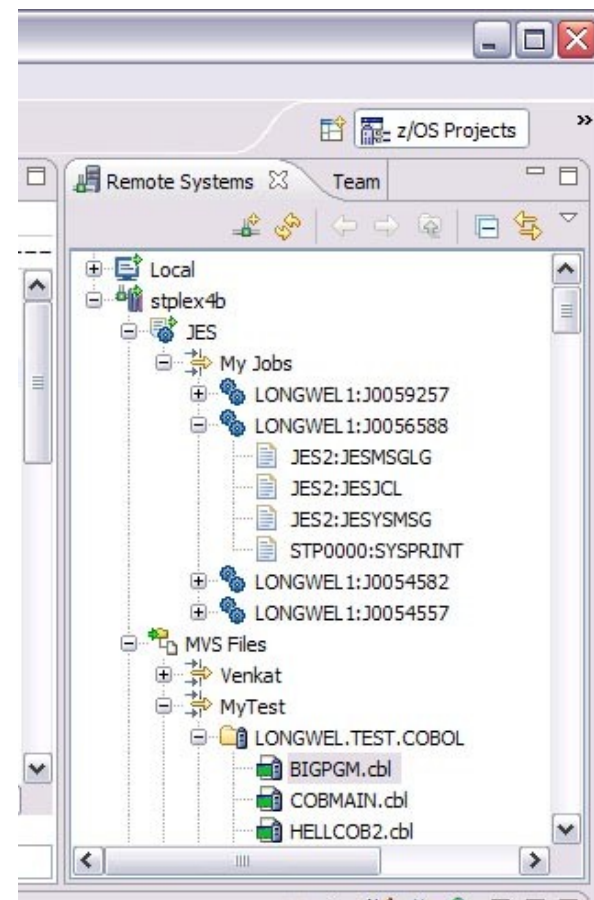 z/OS Projects
Remote Systems Team
Local
stplex4b
JES
My Jobs
LONGWEL1:J0059257
LONGWEL1:J0056588
JES2:JESMSGLG
JES2:JESJCL
JES2:JESYSMSG
STP0000:SYSPRINT
LONGWEL1:J0054582
LONGWEL1:J0054557
MVS Files
Venkat
MyTest
LONGWEL.TEST.COBOL
BIGPGM.cbl
COBMAIN.cbl
HELLCOB2.cbl